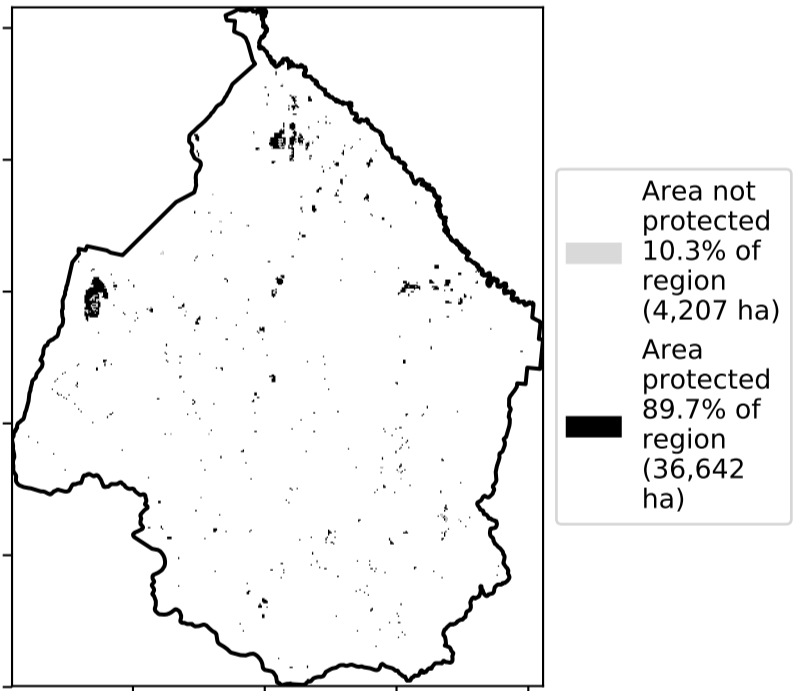 Area not
protected
10.3% of
region
(4,207 ha)
Area
protected
89.7% of
region
(36,642
ha)